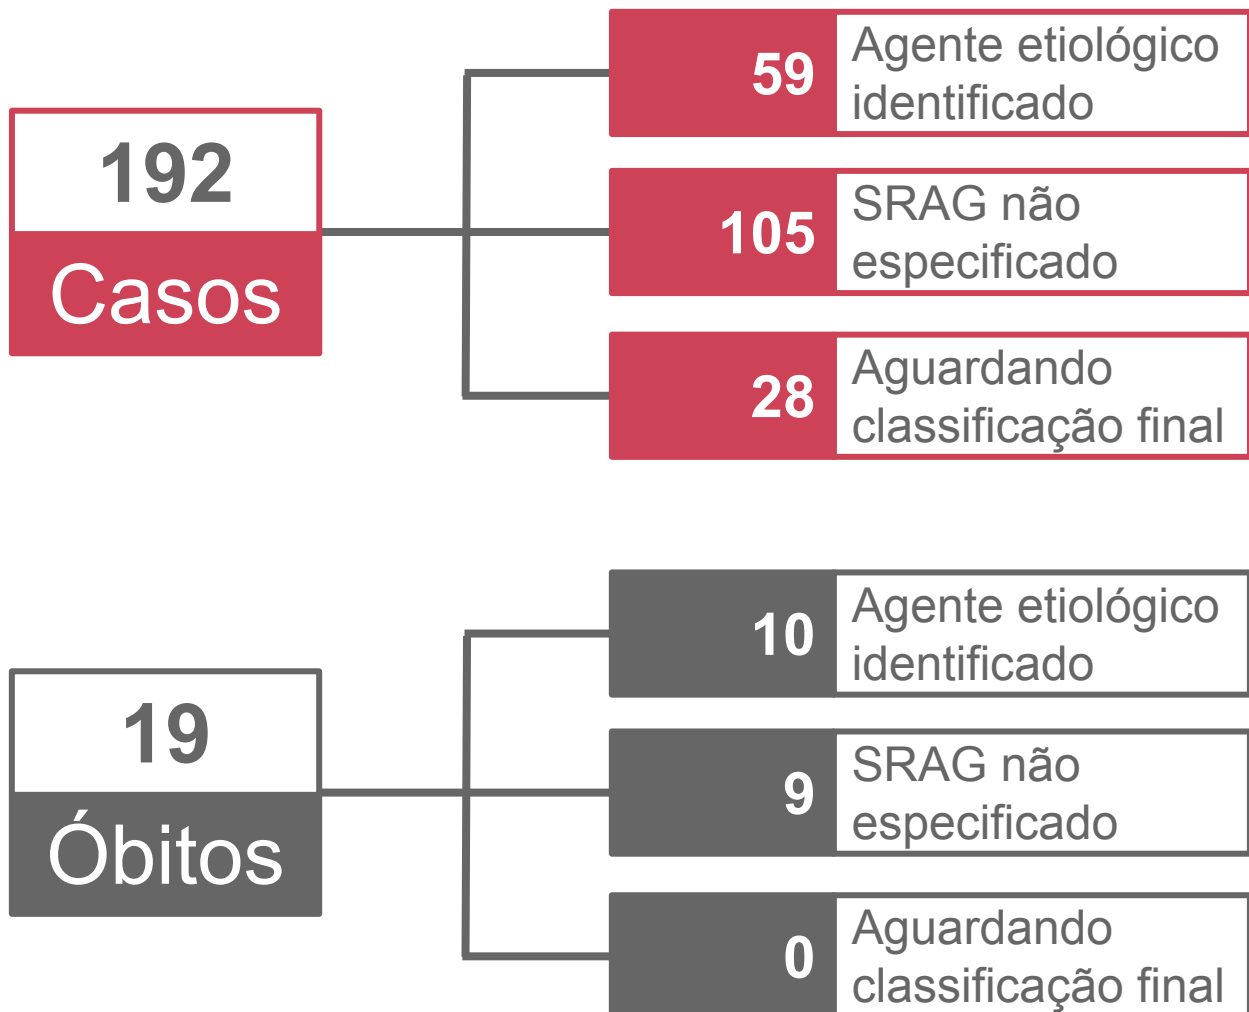 192
Casos
59
Agente etiológico
identificado
105
SRAG não
especificado
28
Aguardando
classificação final
19
Óbitos
10
Agente etiológico
identificado
9
SRAG não
especificado
0
Aguardando
classificação final